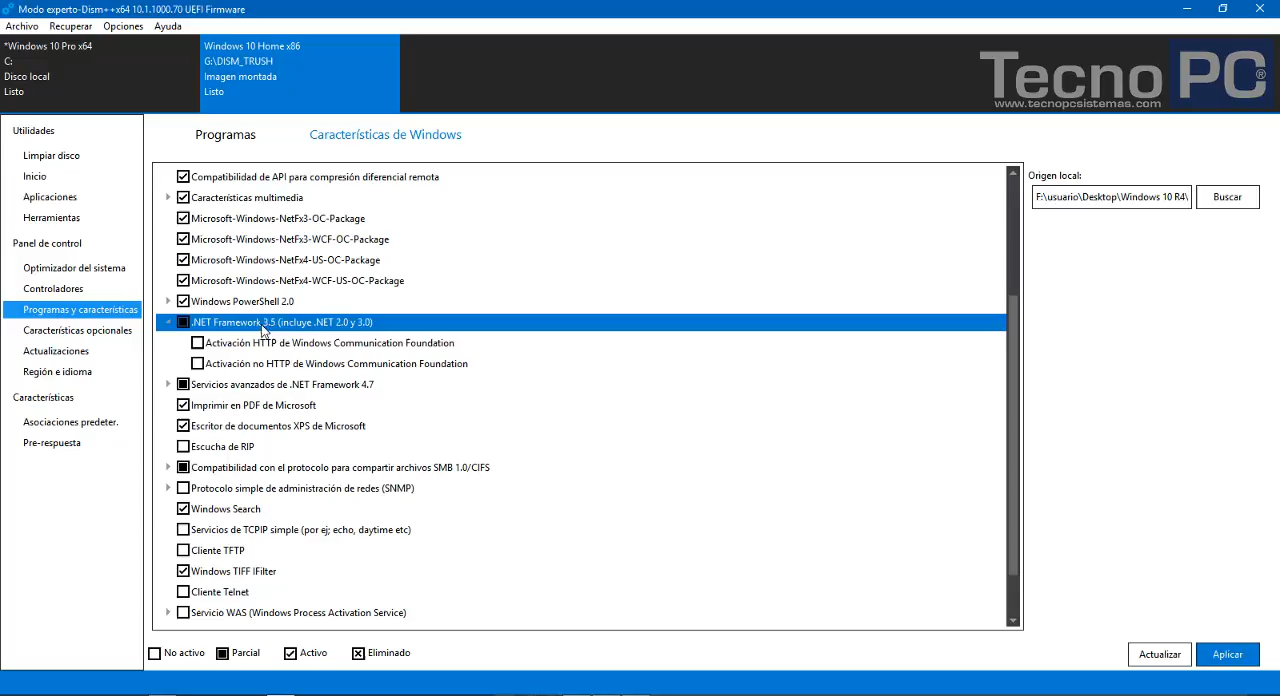 Modo experto-Dism++x64 10.1.1000.70 UEFI Firmware
Archivo Recuperar Opciones Ayuda
*Windows 10 Pro x64
C:
Disco local
Listo
Windows 10 Home x86
G:\DISM_TRUSH
Imagen montada
Listo
Tecno PC®
www.tecnopcsistemas.com
Utilidades
Limpiar disco
Inicio
Aplicaciones
Herramientas
Panel de control
Optimizador del sistema
Controladores
Programas y características
Características opcionales
Actualizaciones
Región e idioma
Características
Asociaciones predeter.
Pre-respuesta
Programas Características de Windows
Compatibilidad de API para compresión diferencial remota
Características multimedia
Microsoft-Windows-NetFx3-OC-Package
Microsoft-Windows-NetFx3-WCF-OC-Package
Microsoft-Windows-NetFx4-US-OC-Package
Microsoft-Windows-NetFx4-WCF-US-OC-Package
Windows PowerShell 2.0
.NET Framework 3.5 (incluye .NET 2.0 y 3.0)
Activación HTTP de Windows Communication Foundation
Activación no HTTP de Windows Communication Foundation
Servicios avanzados de .NET Framework 4.7
Imprimir en PDF de Microsoft
Escritor de documentos XPS de Microsoft
Escucha de RIP
Compatibilidad con el protocolo para compartir archivos SMB 1.0/CIFS
Protocolo simple de administración de redes (SNMP)
Windows Search
Servicios de TCPIP simple (por ej; echo, daytime etc)
Cliente TFTP
Windows TIFF IFilter
Cliente Telnet
Servicio WAS (Windows Process Activation Service)
No activo Parcial Activo Eliminado
Origen local:
F:\usuario\Desktop\Windows 10 R4\ Buscar
Actualizar Aplicar